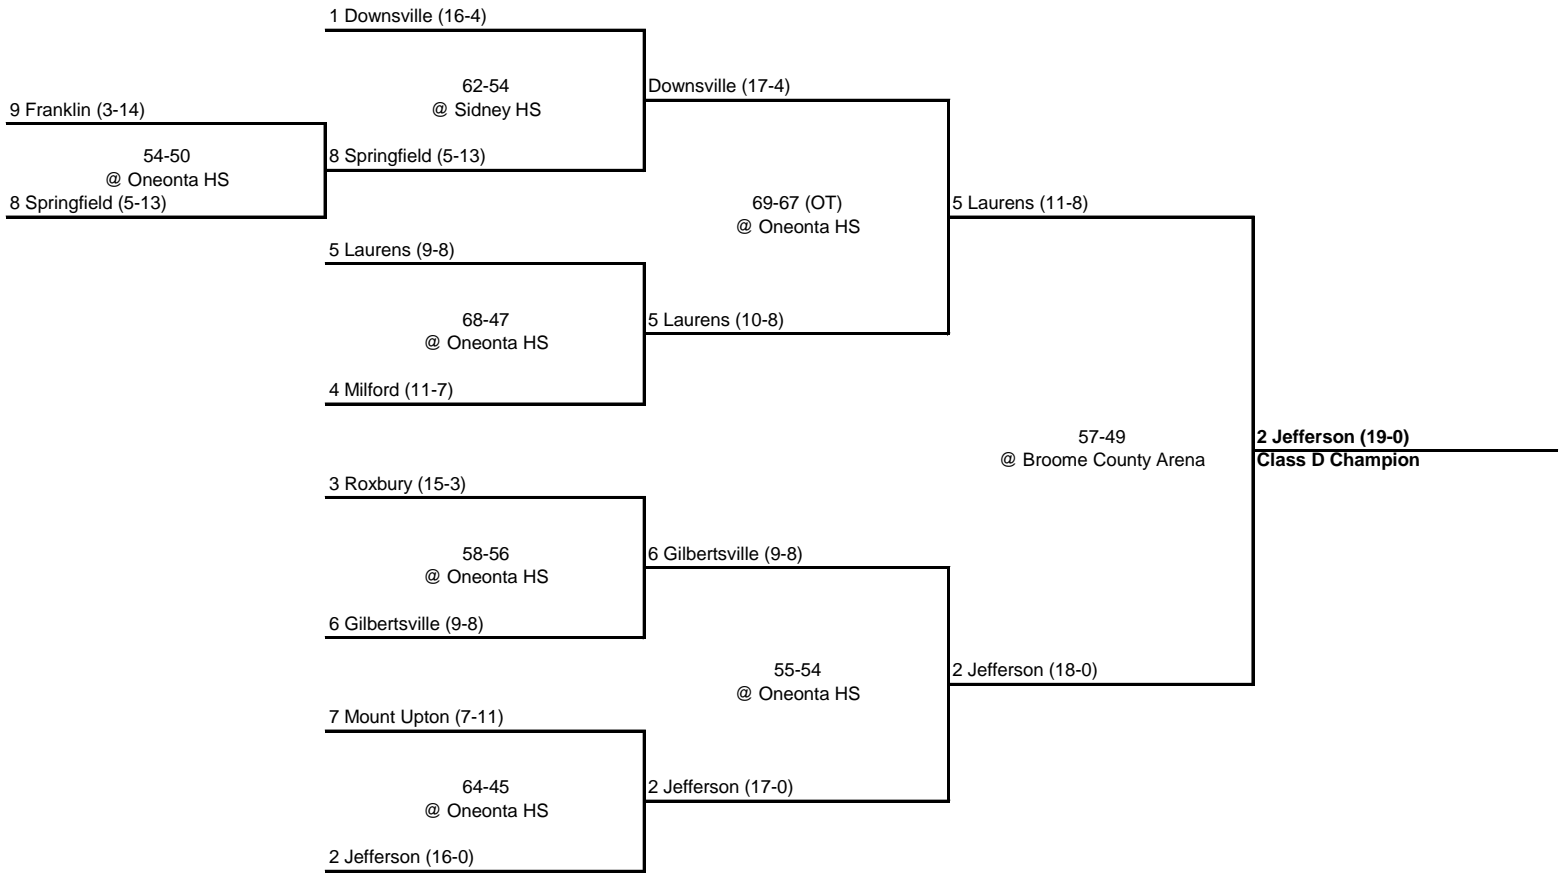 1 Downsville (16-4)
62-54
@ Sidney HS
Downsville (17-4)
9 Franklin (3-14)
54-50
@ Oneonta HS
8 Springfield (5-13)
8 Springfield (5-13)
69-67 (OT)
@ Oneonta HS
5 Laurens (11-8)
5 Laurens (9-8)
68-47
@ Oneonta HS
5 Laurens (10-8)
4 Milford (11-7)
57-49
@ Broome County Arena
2 Jefferson (19-0)
Class D Champion
3 Roxbury (15-3)
58-56
@ Oneonta HS
6 Gilbertsville (9-8)
6 Gilbertsville (9-8)
55-54
@ Oneonta HS
2 Jefferson (18-0)
7 Mount Upton (7-11)
64-45
@ Oneonta HS
2 Jefferson (17-0)
2 Jefferson (16-0)